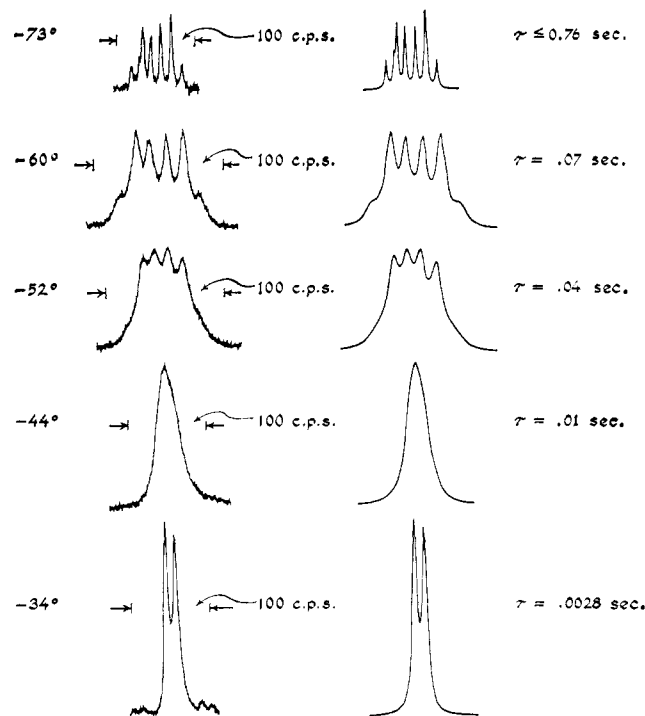 -73° 100 c.p.s. τ ≤ 0.76 sec.
-60° 100 c.p.s. τ = .07 sec.
-52° 100 c.p.s. τ = .04 sec.
-44° 100 c.p.s. τ = .01 sec.
-34° 100 c.p.s. τ = .0028 sec.